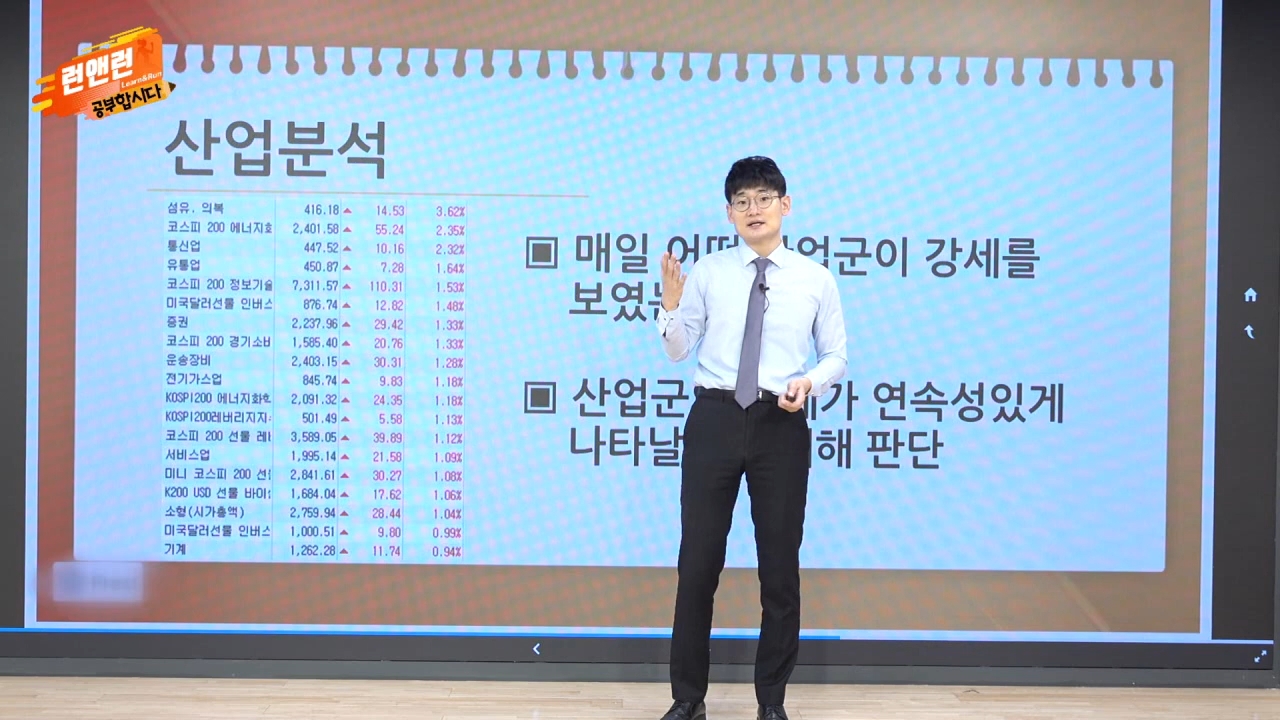 런앤런
Learn&Run
공부합시다
산업분석
섬유, 의복 416.18 ▲ 14.53 3.62%
코스피 200 에너지화 2,401.58 ▲ 55.24 2.35%
통신업 447.52 ▲ 10.16 2.32%
유통업 450.87 ▲ 7.28 1.64%
코스피 200 정보기술 7,311.57 ▲ 110.31 1.53%
미국달러선물 인버스 876.74 ▲ 12.82 1.48%
증권 2,237.96 ▲ 29.42 1.33%
코스피 200 경기소비 1,585.40 ▲ 20.76 1.33%
운송장비 2,403.15 ▲ 30.31 1.28%
전기가스업 845.74 ▲ 9.83 1.18%
KOSPI200 에너지화학 2,091.32 ▲ 24.35 1.18%
KOSPI200레버리지지수 501.49 ▲ 5.58 1.13%
코스피 200 선물 레버 3,589.05 ▲ 39.89 1.12%
서비스업 1,995.14 ▲ 21.58 1.09%
미니 코스피 200 선물 2,841.61 ▲ 30.27 1.08%
K200 USD 선물 바이 1,684.04 ▲ 17.62 1.06%
소형(시가총액) 2,759.94 ▲ 28.44 1.04%
미국달러선물 인버스 1,000.51 ▲ 9.80 0.99%
기계 1,262.28 ▲ 11.74 0.94%
▣ 매일 어떤 산업군이 강세를
보였는
▣ 산업군 가 연속성있게
나타날 해 판단